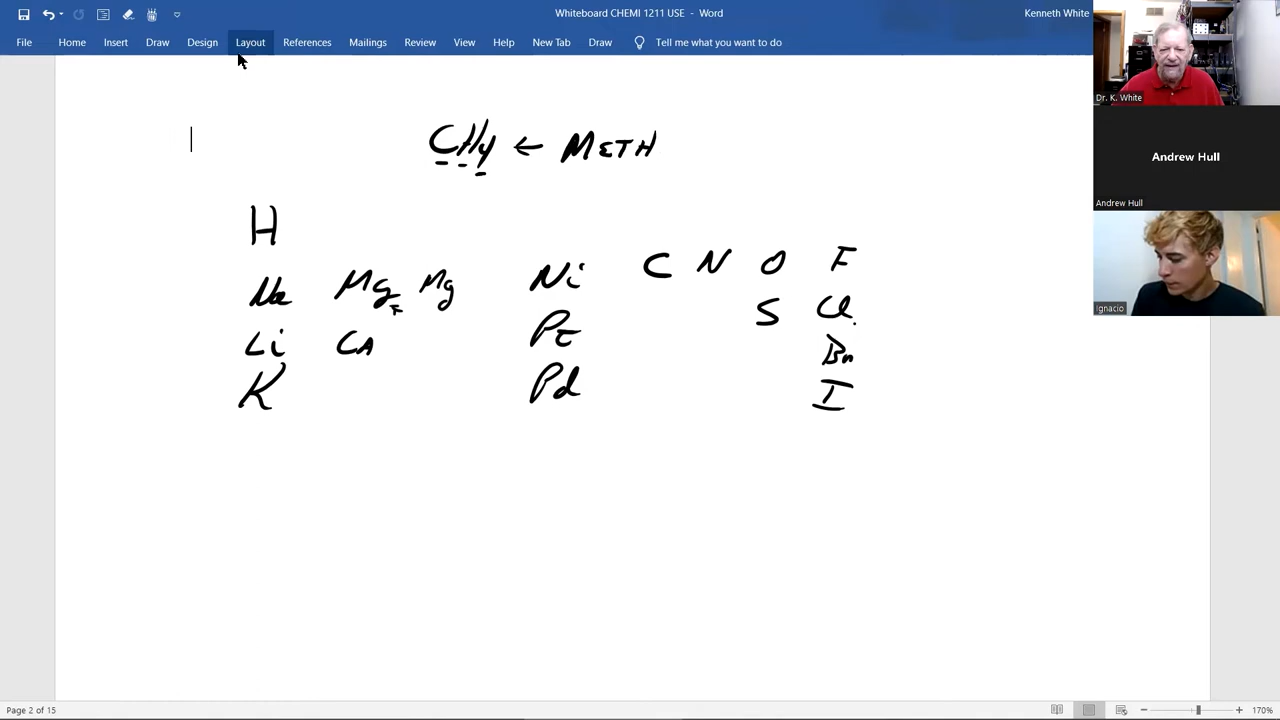 Whiteboard CHEMI 1211 USE - Word
Kenneth White
File Home Insert Draw Design Layout References Mailings Review View Help New Tab Draw Tell me what you want to do
Dr. K. White
Andrew Hull
Andrew Hull
Ignacio
CH4 ← METH
H
C N O F
Na Mg Mg Ni
S Cl
Li CA Pt
Br
K Pd I
Page 2 of 15
170%